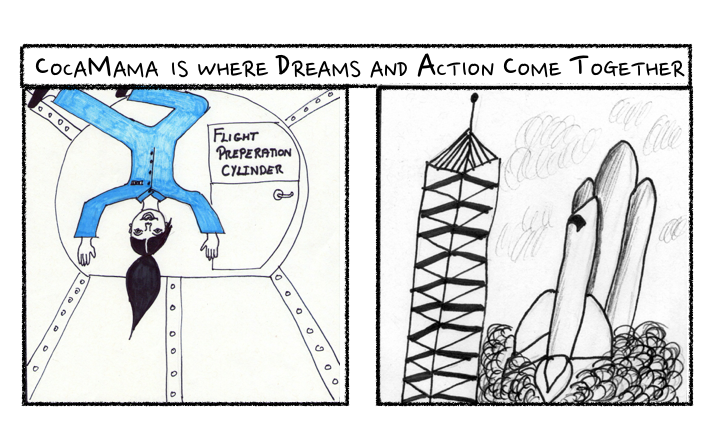 CocaMama is where Dreams and Action Come Together
Flight
Preperation
Cylinder